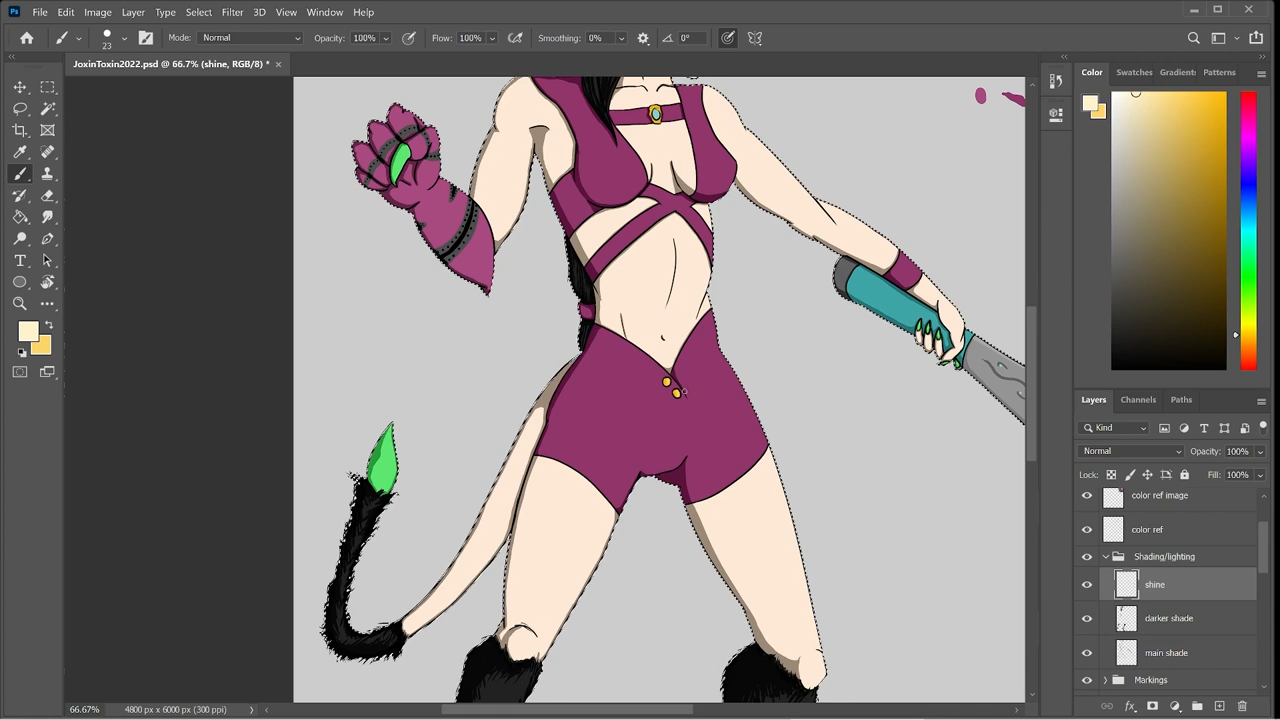 Ps File Edit Image Layer Type Select Filter 3D View Window Help
23 Mode: Normal Opacity: 100% Flow: 100% Smoothing: 0% 0°
JoxinToxin2022.psd @ 66.7% (shine, RGB/8) * ×
Color Swatches Gradients Patterns
Layers Channels Paths
Kind
Normal Opacity: 100%
Lock: Fill: 100%
color ref image
color ref
Shading/lighting
shine
darker shade
main shade
Markings
fx
66.67% 4800 px x 6000 px (300 ppi)